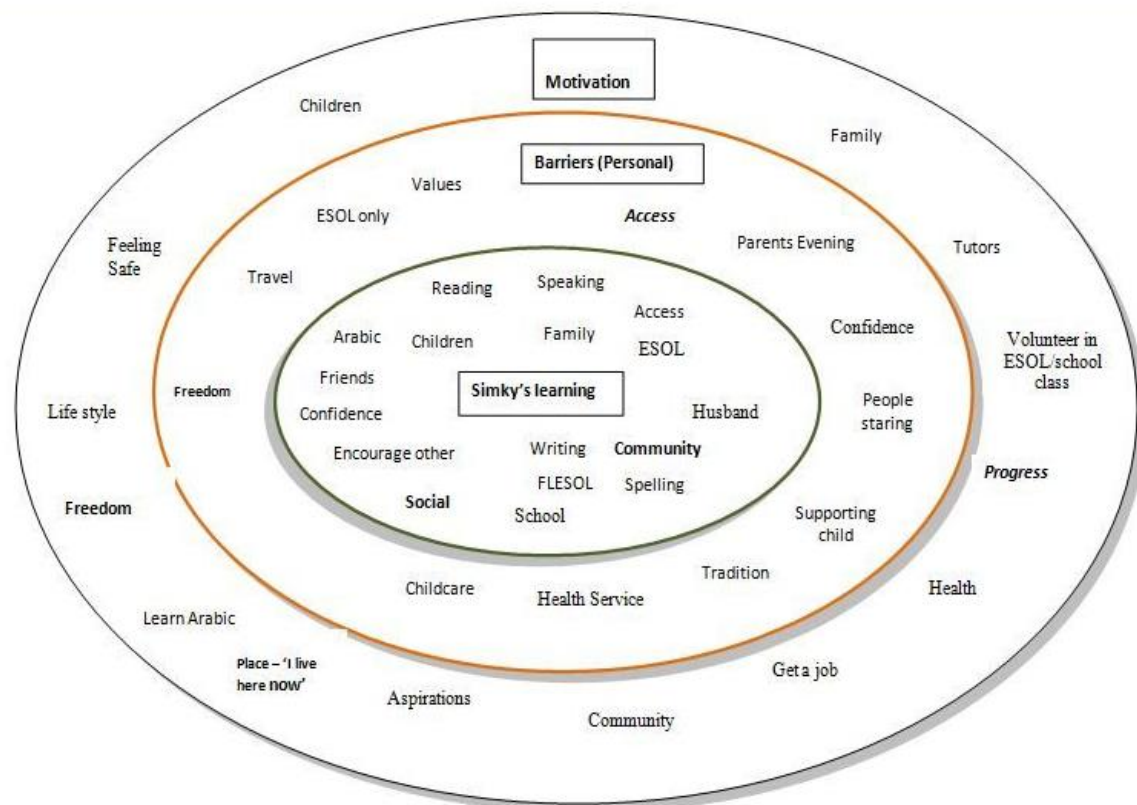 Motivation
Children
Family
Barriers (Personal)
Values
ESOL only
Access
Feeling
Safe
Parents Evening
Tutors
Travel
Reading
Speaking
Access
Arabic
Children
Family
ESOL
Confidence
Volunteer in
ESOL/school
class
Friends
Simky's learning
Freedom
Life style
Confidence
Husband
People
staring
Encourage other
Writing
Community
FLESOL
Spelling
Progress
Social
School
Freedom
Supporting
child
Childcare
Health Service
Tradition
Health
Learn Arabic
Place – ‘I live
here now’
Aspirations
Community
Get a job